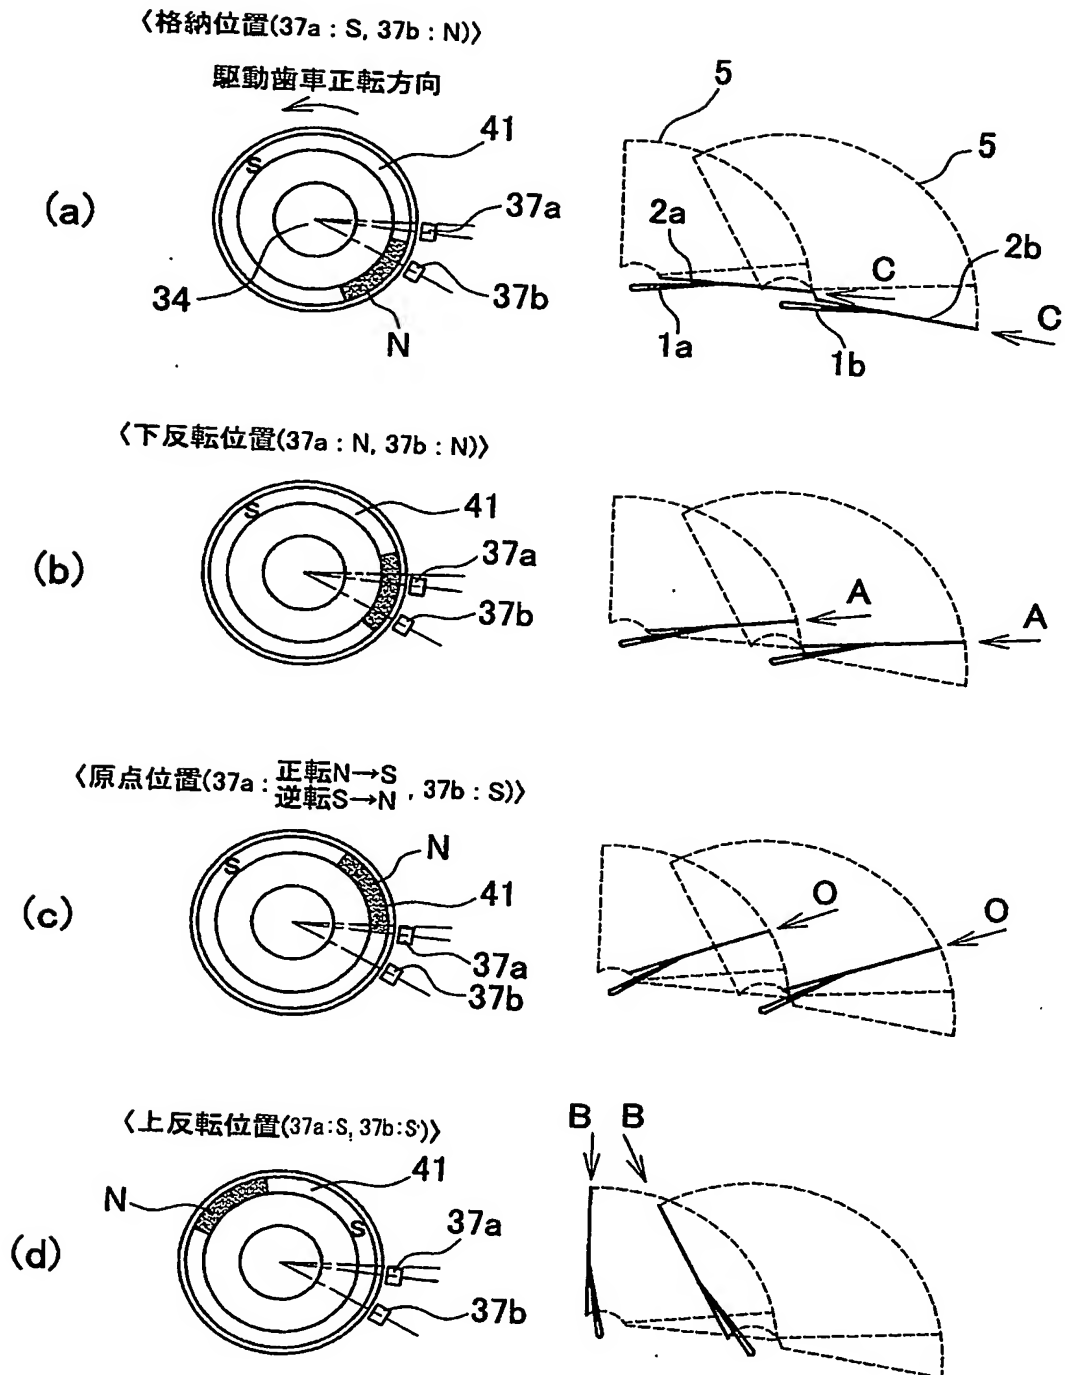 〈格納位置(37a : S, 37b : N)〉
駆動歯車正転方向
(a)
S
41
37a
37b
34
N
5
5
2a
2b
C
C
1a
1b
〈下反転位置(37a : N, 37b : N)〉
(b)
S
41
37a
37b
A
A
〈原点位置(37a : 正転N→S 逆転S→N , 37b : S)〉
(c)
S
N
41
37a
37b
O
O
〈上反転位置(37a:S, 37b:S)〉
(d)
N
41
S
37a
37b
B
B